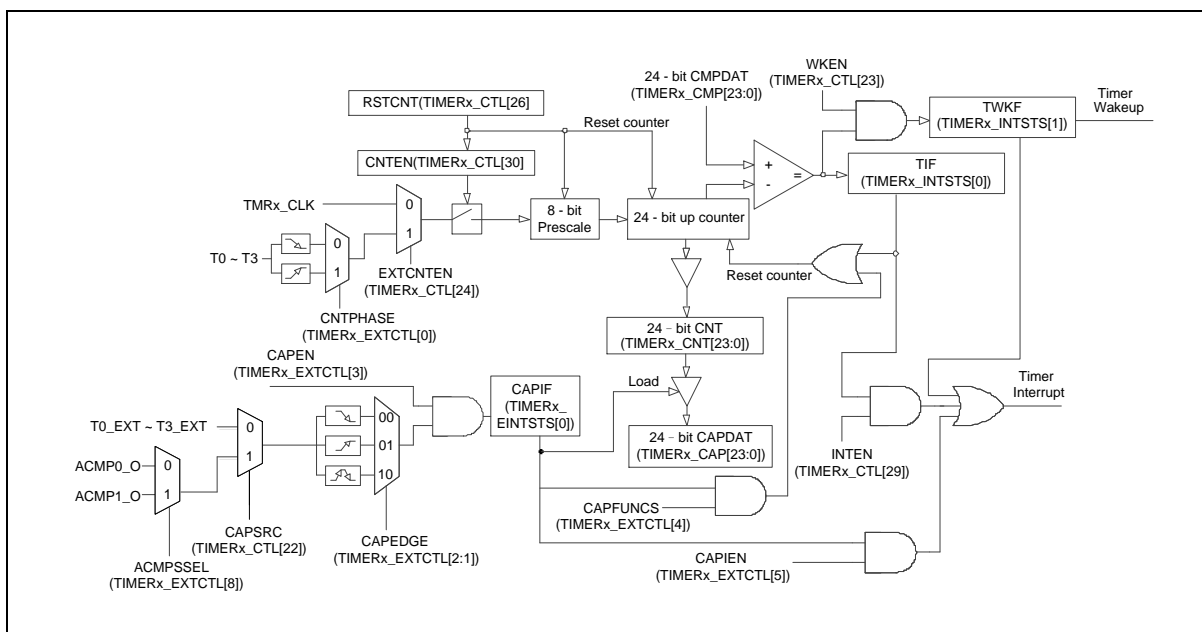 WKEN
(TIMERx_CTL[23])
24 - bit CMPDAT
(TIMERx_CMP[23:0])
Timer
Wakeup
RSTCNT(TIMERx_CTL[26]
TWKF
(TIMERx_INTSTS[1])
Reset counter
CNTEN(TIMERx_CTL[30]
+
-
=
TIF
(TIMERx_INTSTS[0])
TMRx_CLK
0
1
8 - bit
Prescale
24 - bit up counter
T0 ~ T3
0
1
EXTCNTEN
(TIMERx_CTL[24])
Reset counter
CNTPHASE
(TIMERx_EXTCTL[0])
24 - bit CNT
(TIMERx_CNT[23:0])
CAPEN
(TIMERx_EXTCTL[3])
Load
Timer
Interrupt
CAPIF
(TIMERx_
EINTSTS[0])
T0_EXT ~ T3_EXT
0
1
00
01
10
24 - bit CAPDAT
(TIMERx_CAP[23:0])
ACMP0_O
0
ACMP1_O
1
INTEN
(TIMERx_CTL[29])
CAPFUNCS
(TIMERx_EXTCTL[4])
CAPSRC
(TIMERx_CTL[22])
CAPEDGE
(TIMERx_EXTCTL[2:1])
CAPIEN
(TIMERx_EXTCTL[5])
ACMPSSEL
(TIMERx_EXTCTL[8])